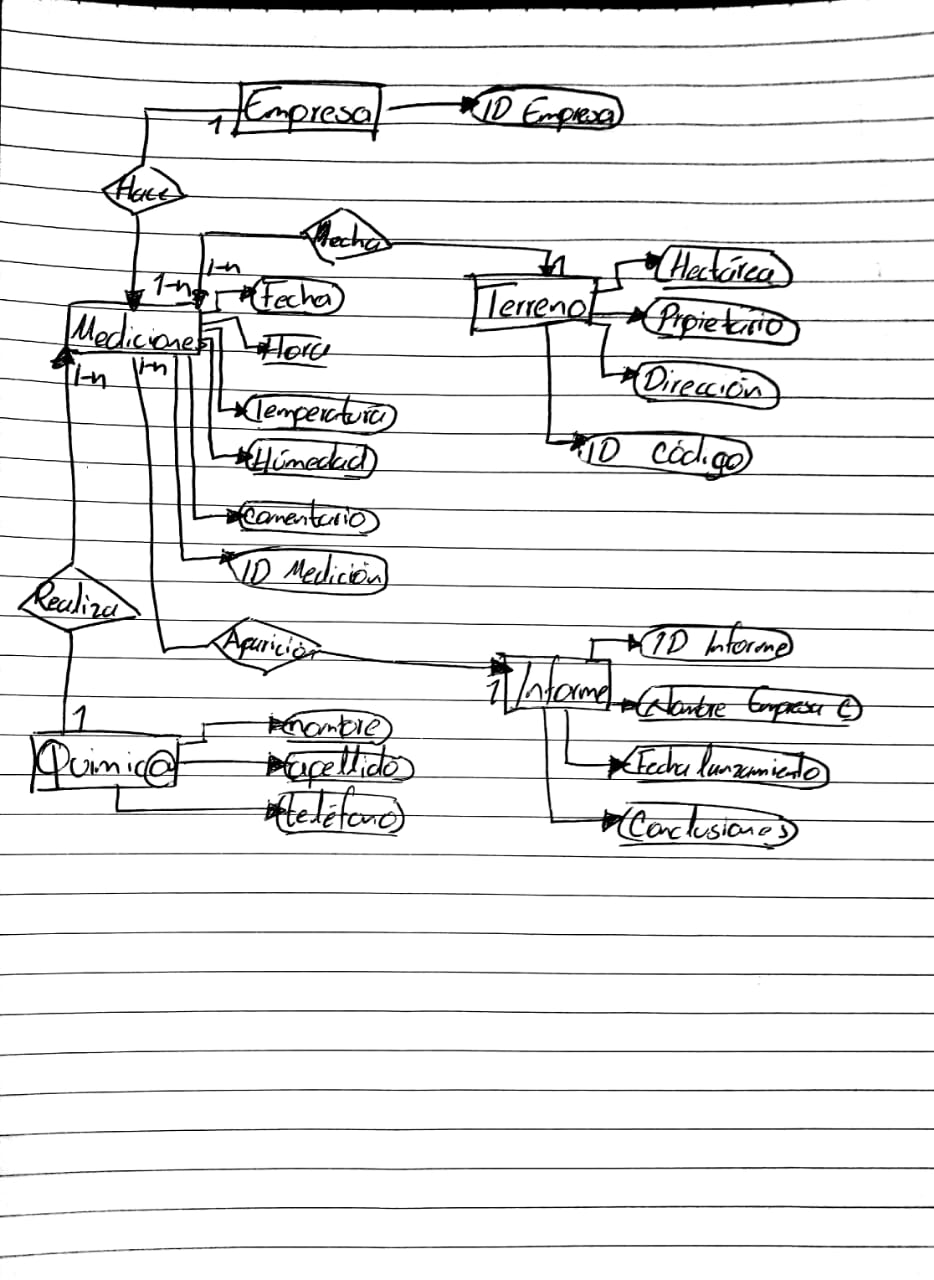 Empresa
ID Empresa
1
Hace
Mecha
1-n
1-n
1
Fecha
Hectárea
Terreno
Propietario
Mediciones
Hora
1-n
1-n
Dirección
Temperatura
Húmedad
ID Código
Comentario
ID Medición
Realiza
Aparición
ID Informe
1
Informe
Nombre Empresa C
Fecha lanzamiento
Conclusiones
1
Químic@
nombre
apellido
teléfono